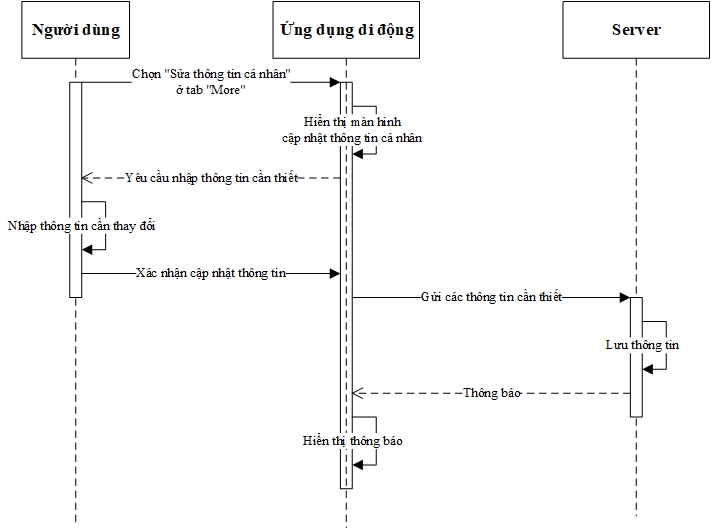 Người dùng
Ứng dụng di động
Server
Chọn "Sửa thông tin cá nhân"
ở tab "More"
Hiển thị màn hình
cập nhật thông tin cá nhân
Yêu cầu nhập thông tin cần thiết
Nhập thông tin cần thay đổi
Xác nhận cập nhật thông tin
Gửi các thông tin cần thiết
Lưu thông tin
Thông báo
Hiển thị thông báo